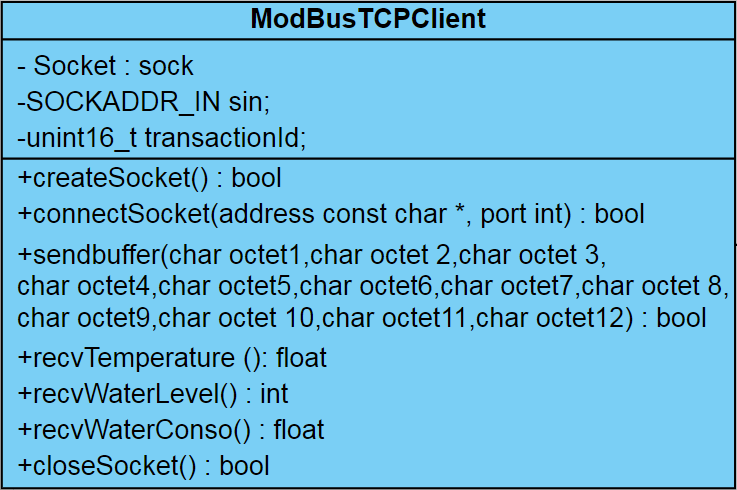 ModBusTCPClient
- Socket : sock
-SOCKADDR_IN sin;
-unint16_t transactionId;
+createSocket() : bool
+connectSocket(address const char *, port int) : bool
+sendbuffer(char octet1,char octet 2,char octet 3,
char octet4,char octet5,char octet6,char octet7,char octet 8,
char octet9,char octet 10,char octet11,char octet12) : bool
+recvTemperature (): float
+recvWaterLevel() : int
+recvWaterConso() : float
+closeSocket() : bool